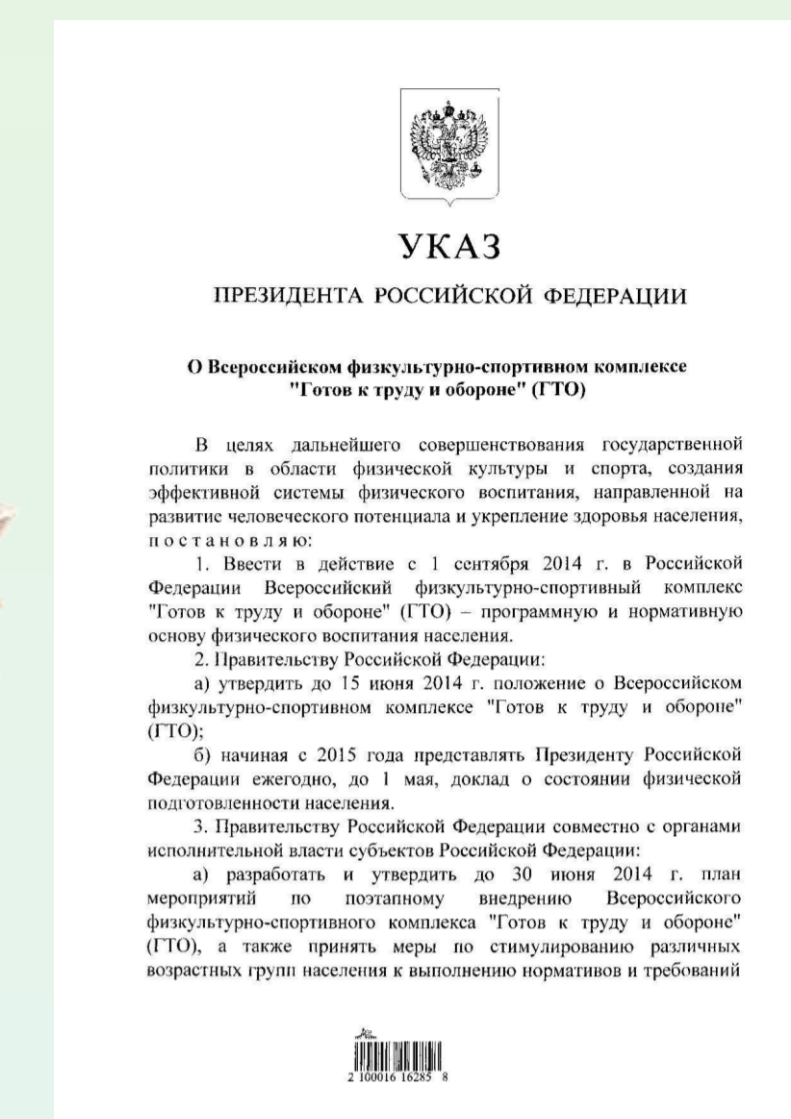 УКАЗ
ПРЕЗИДЕНТА РОССИЙСКОЙ ФЕДЕРАЦИИ
О Всероссийском физкультурно-спортивном комплексе
"Готов к труду и обороне" (ГТО)
В целях дальнейшего совершенствования государственной
политики в области физической культуры и спорта, создания
эффективной системы физического воспитания, направленной на
развитие человеческого потенциала и укрепление здоровья населения,
п о с т а н о в л я ю:
1. Ввести в действие с 1 сентября 2014 г. в Российской
Федерации Всероссийский физкультурно-спортивный комплекс
"Готов к труду и обороне" (ГТО) – программную и нормативную
основу физического воспитания населения.
2. Правительству Российской Федерации:
а) утвердить до 15 июня 2014 г. положение о Всероссийском
физкультурно-спортивном комплексе "Готов к труду и обороне"
(ГТО);
б) начиная с 2015 года представлять Президенту Российской
Федерации ежегодно, до 1 мая, доклад о состоянии физической
подготовленности населения.
3. Правительству Российской Федерации совместно с органами
исполнительной власти субъектов Российской Федерации:
а) разработать и утвердить до 30 июня 2014 г. план
мероприятий по поэтапному внедрению Всероссийского
физкультурно-спортивного комплекса "Готов к труду и обороне"
(ГТО), а также принять меры по стимулированию различных
возрастных групп населения к выполнению нормативов и требований
2 100016 16285 8